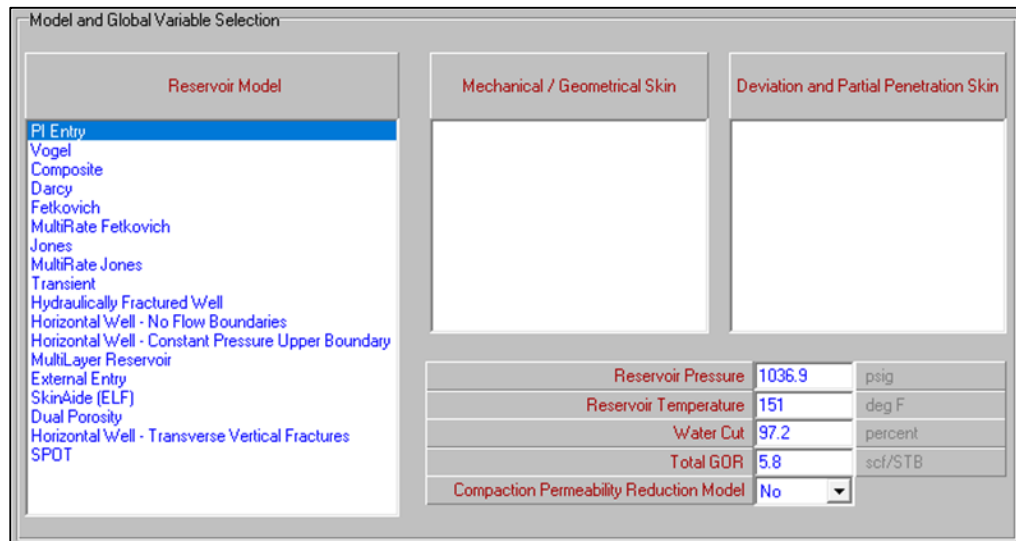 Model and Global Variable Selection
Reservoir Model
PI Entry
Vogel
Composite
Darcy
Fetkovich
MultiRate Fetkovich
Jones
MultiRate Jones
Transient
Hydraulically Fractured Well
Horizontal Well - No Flow Boundaries
Horizontal Well - Constant Pressure Upper Boundary
MultiLayer Reservoir
External Entry
SkinAide (ELF)
Dual Porosity
Horizontal Well - Transverse Vertical Fractures
SPOT
Mechanical / Geometrical Skin
Deviation and Partial Penetration Skin
Reservoir Pressure 1036.9 psig
Reservoir Temperature 151 deg F
Water Cut 97.2 percent
Total GOR 5.8 scf/STB
Compaction Permeability Reduction Model No